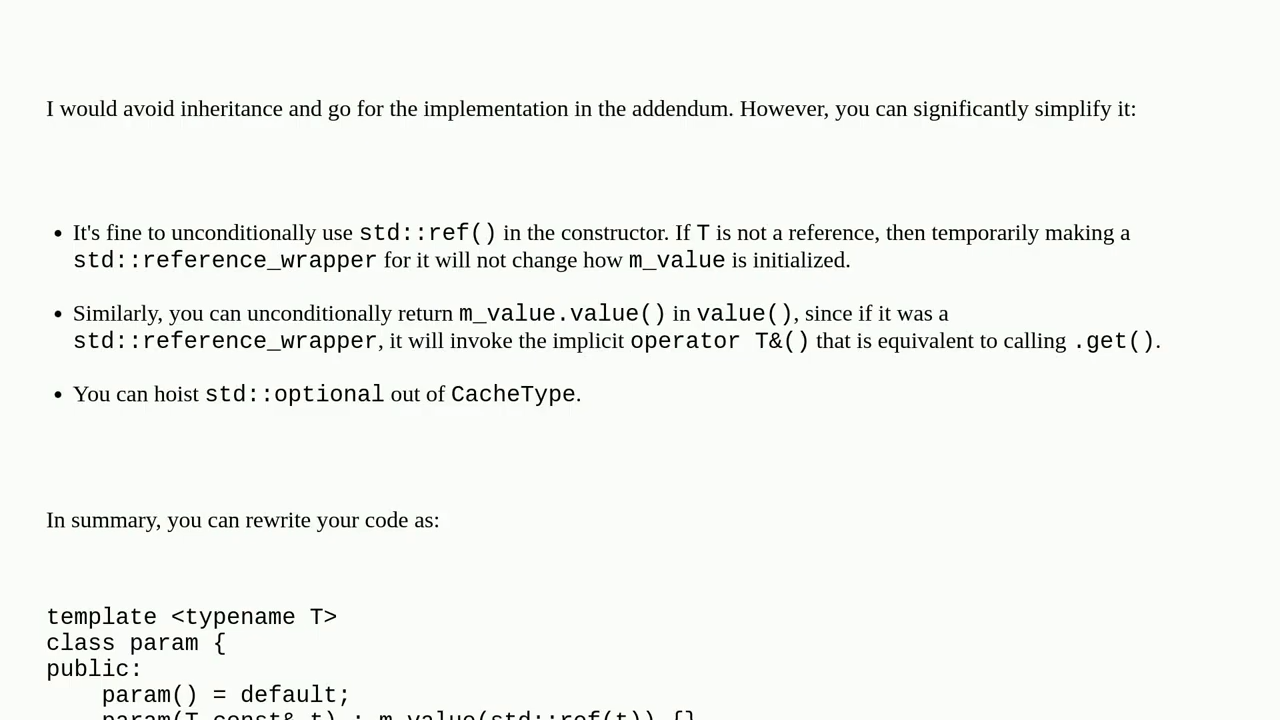 I would avoid inheritance and go for the implementation in the addendum. However, you can significantly simplify it:
• It's fine to unconditionally use std::ref() in the constructor. If T is not a reference, then temporarily making a
std::reference_wrapper for it will not change how m_value is initialized.
• Similarly, you can unconditionally return m_value.value() in value(), since if it was a
std::reference_wrapper, it will invoke the implicit operator T&() that is equivalent to calling .get().
• You can hoist std::optional out of CacheType.
In summary, you can rewrite your code as:
template <typename T>
class param {
public:
    param() = default;
    param(T const& t) : m_value(std::ref(t)) {}